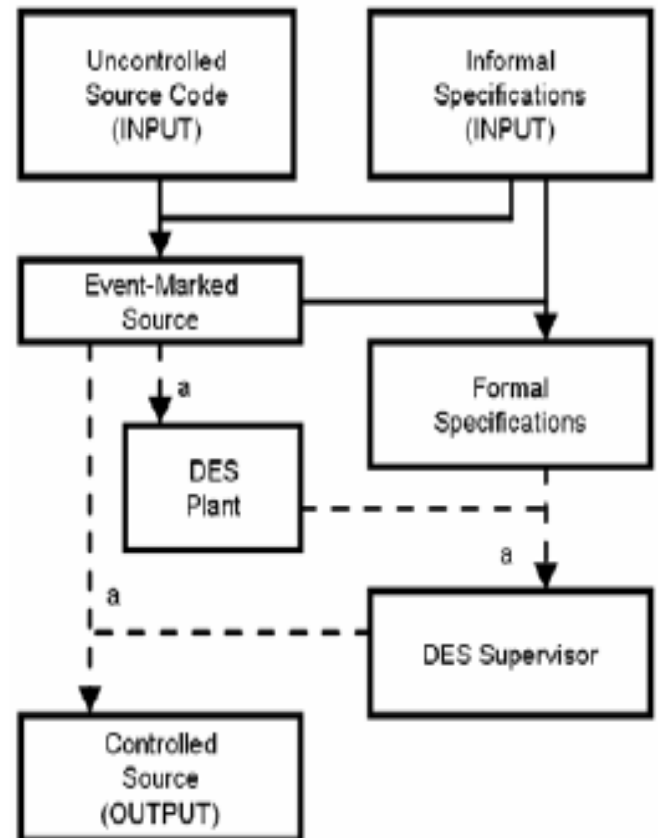 Uncontrolled
Source Code
(INPUT)
Informal
Specifications
(INPUT)
Event-Marked
Source
a
Formal
Specifications
DES
Plant
a
a
DES Supervisor
Controlled
Source
(OUTPUT)